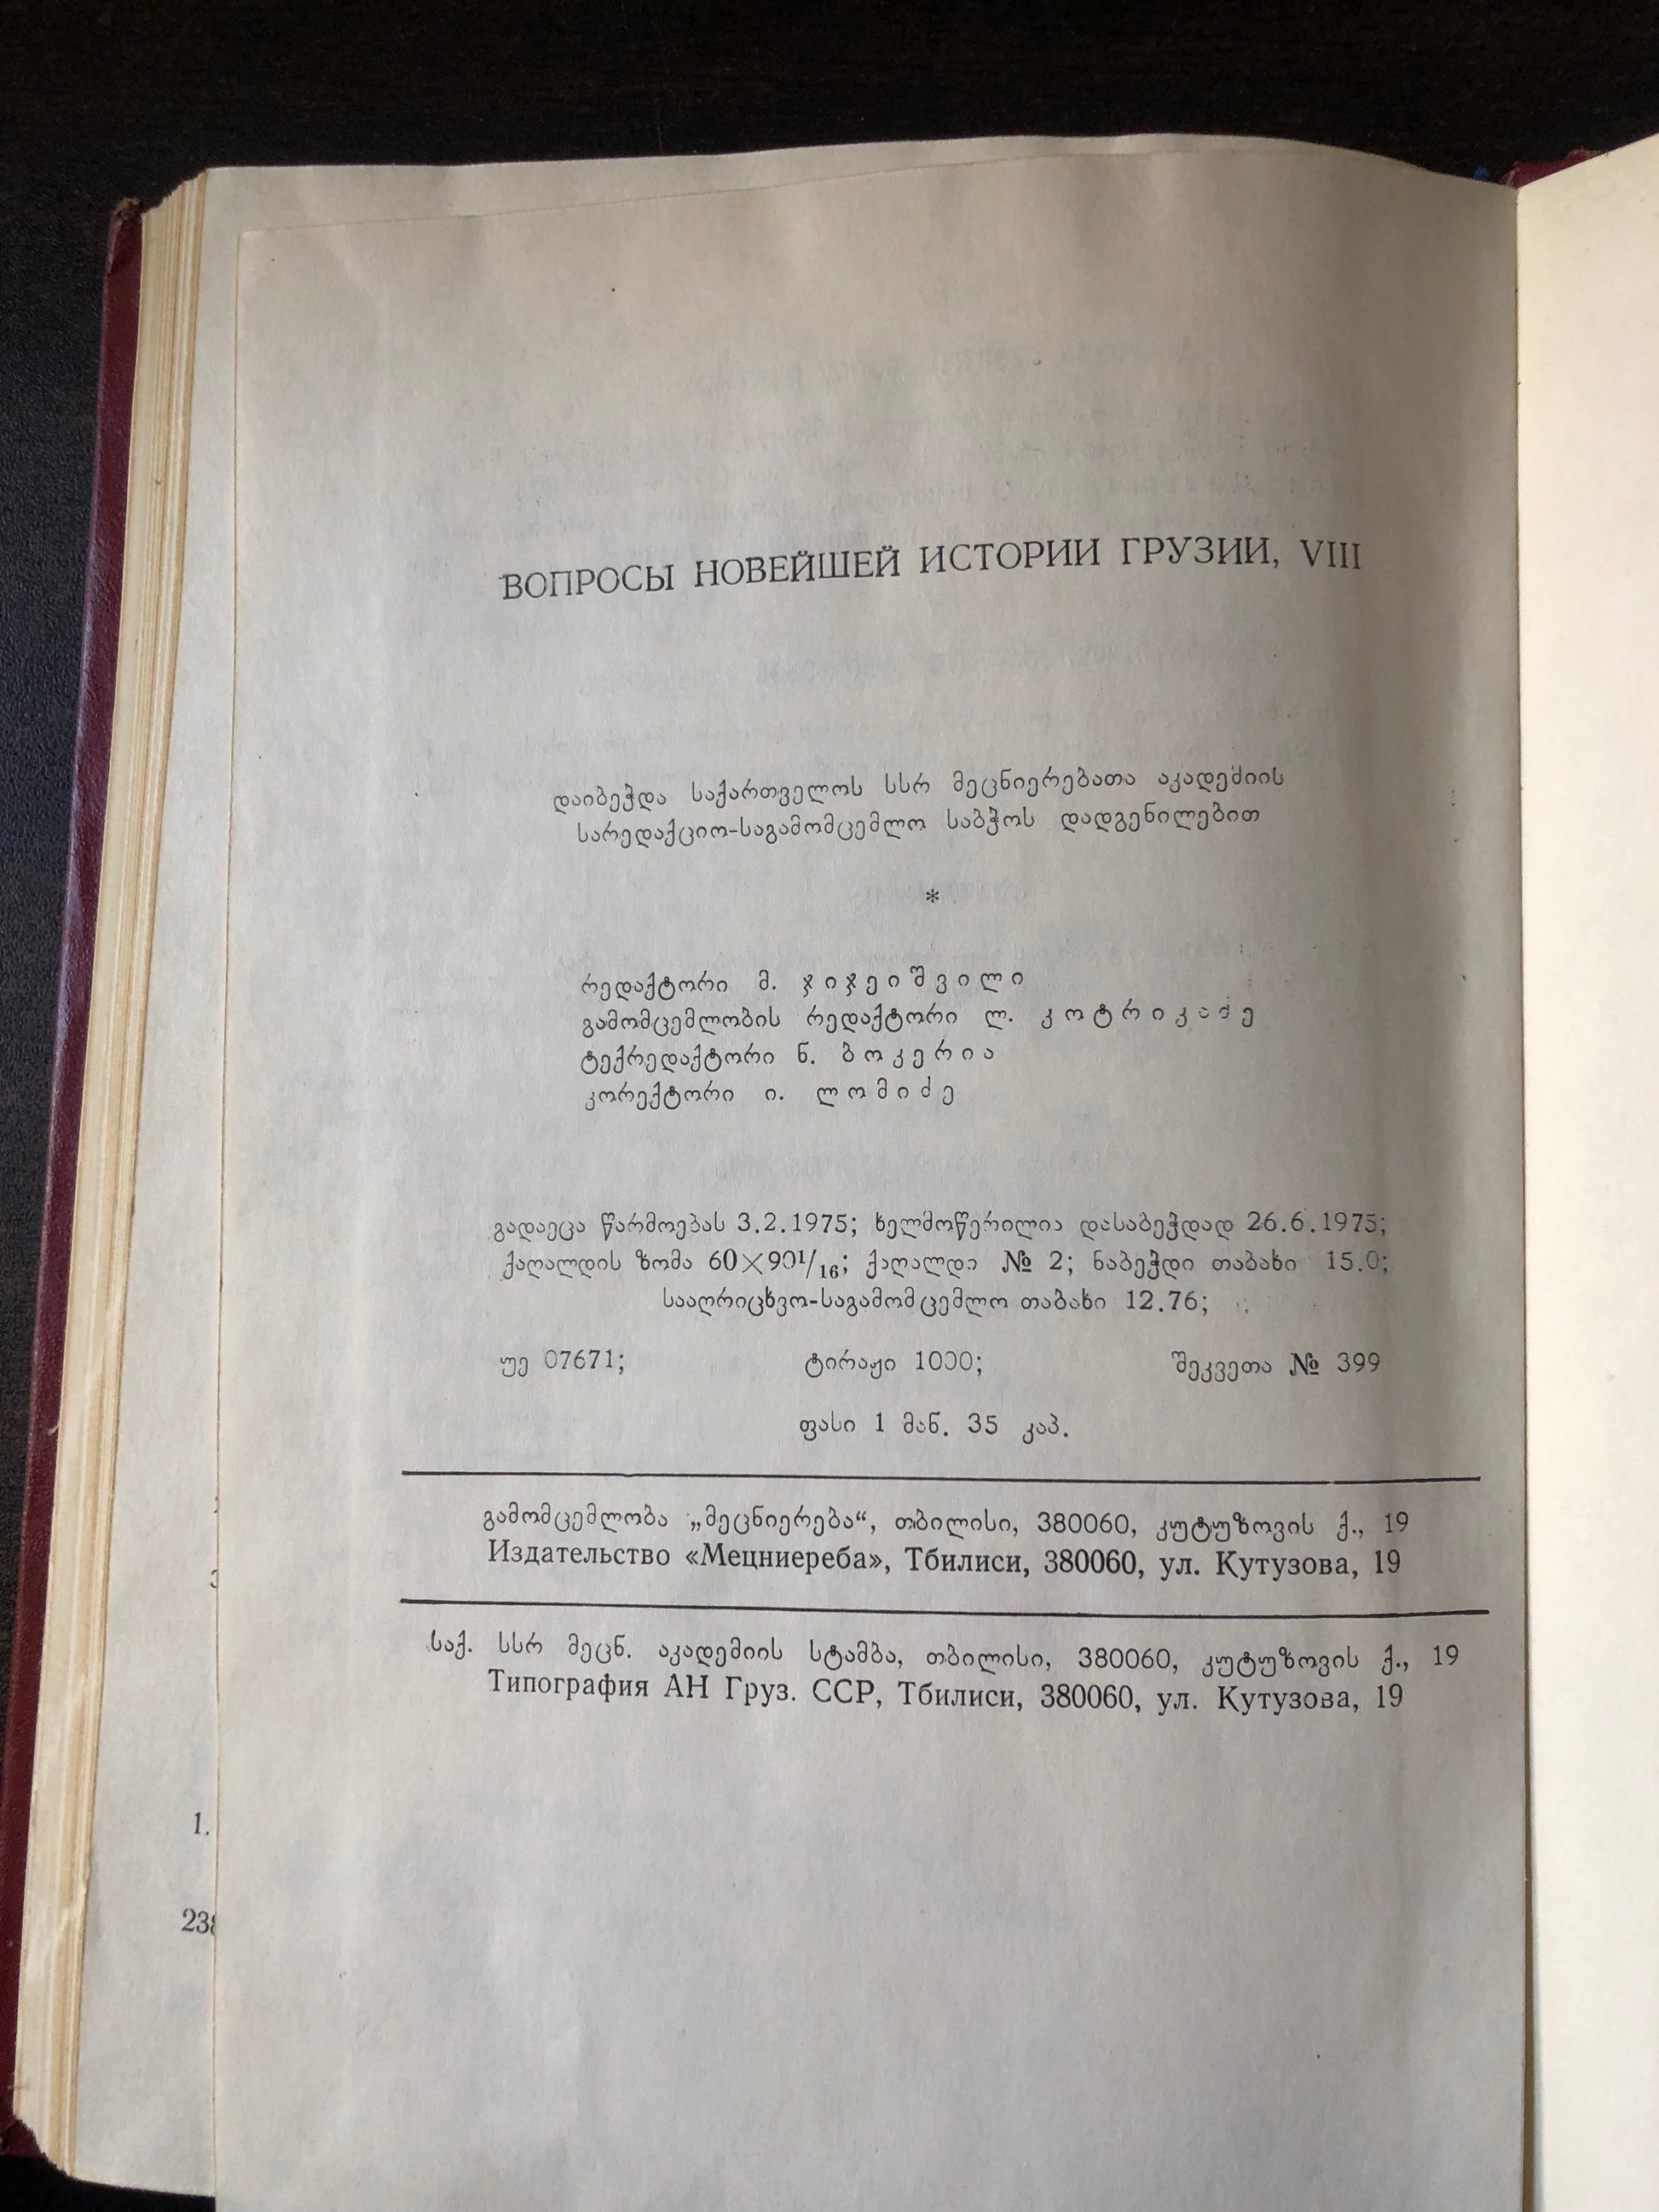 ВОПРОСЫ НОВЕЙШЕЙ ИСТОРИИ ГРУЗИИ, VIII
დაიბეჭდა საქართველოს სსრ მეცნიერებათა აკადემიის
სარედაქციო-საგამომცემლო საბჭოს დადგენილებით
*
რედაქტორი მ. ჯიჯეიშვილი
გამომცემლობის რედაქტორი ლ. კოტრიკაძე
ტექრედაქტორი ნ. ბოკერია
კორექტორი ი. ლომიძე
გადაეცა წარმოებას 3.2.1975; ხელმოწერილია დასაბეჭდად 26.6.1975;
ქაღალდის ზომა 60×90¹/₁₆; ქაღალდი № 2; ნაბეჭდი თაბახი 15.0;
სააღრიცხვო-საგამომცემლო თაბახი 12.76;
უე 07671; ტირაჟი 1000; შეკვეთა № 399
ფასი 1 მან. 35 კაპ.
გამომცემლობა „მეცნიერება“, თბილისი, 380060, კუტუზოვის ქ., 19
Издательство «Мецниереба», Тбилиси, 380060, ул. Кутузова, 19
საქ. სსრ მეცნ. აკადემიის სტამბა, თბილისი, 380060, კუტუზოვის ქ., 19
Типография АН Груз. ССР, Тбилиси, 380060, ул. Кутузова, 19
1.